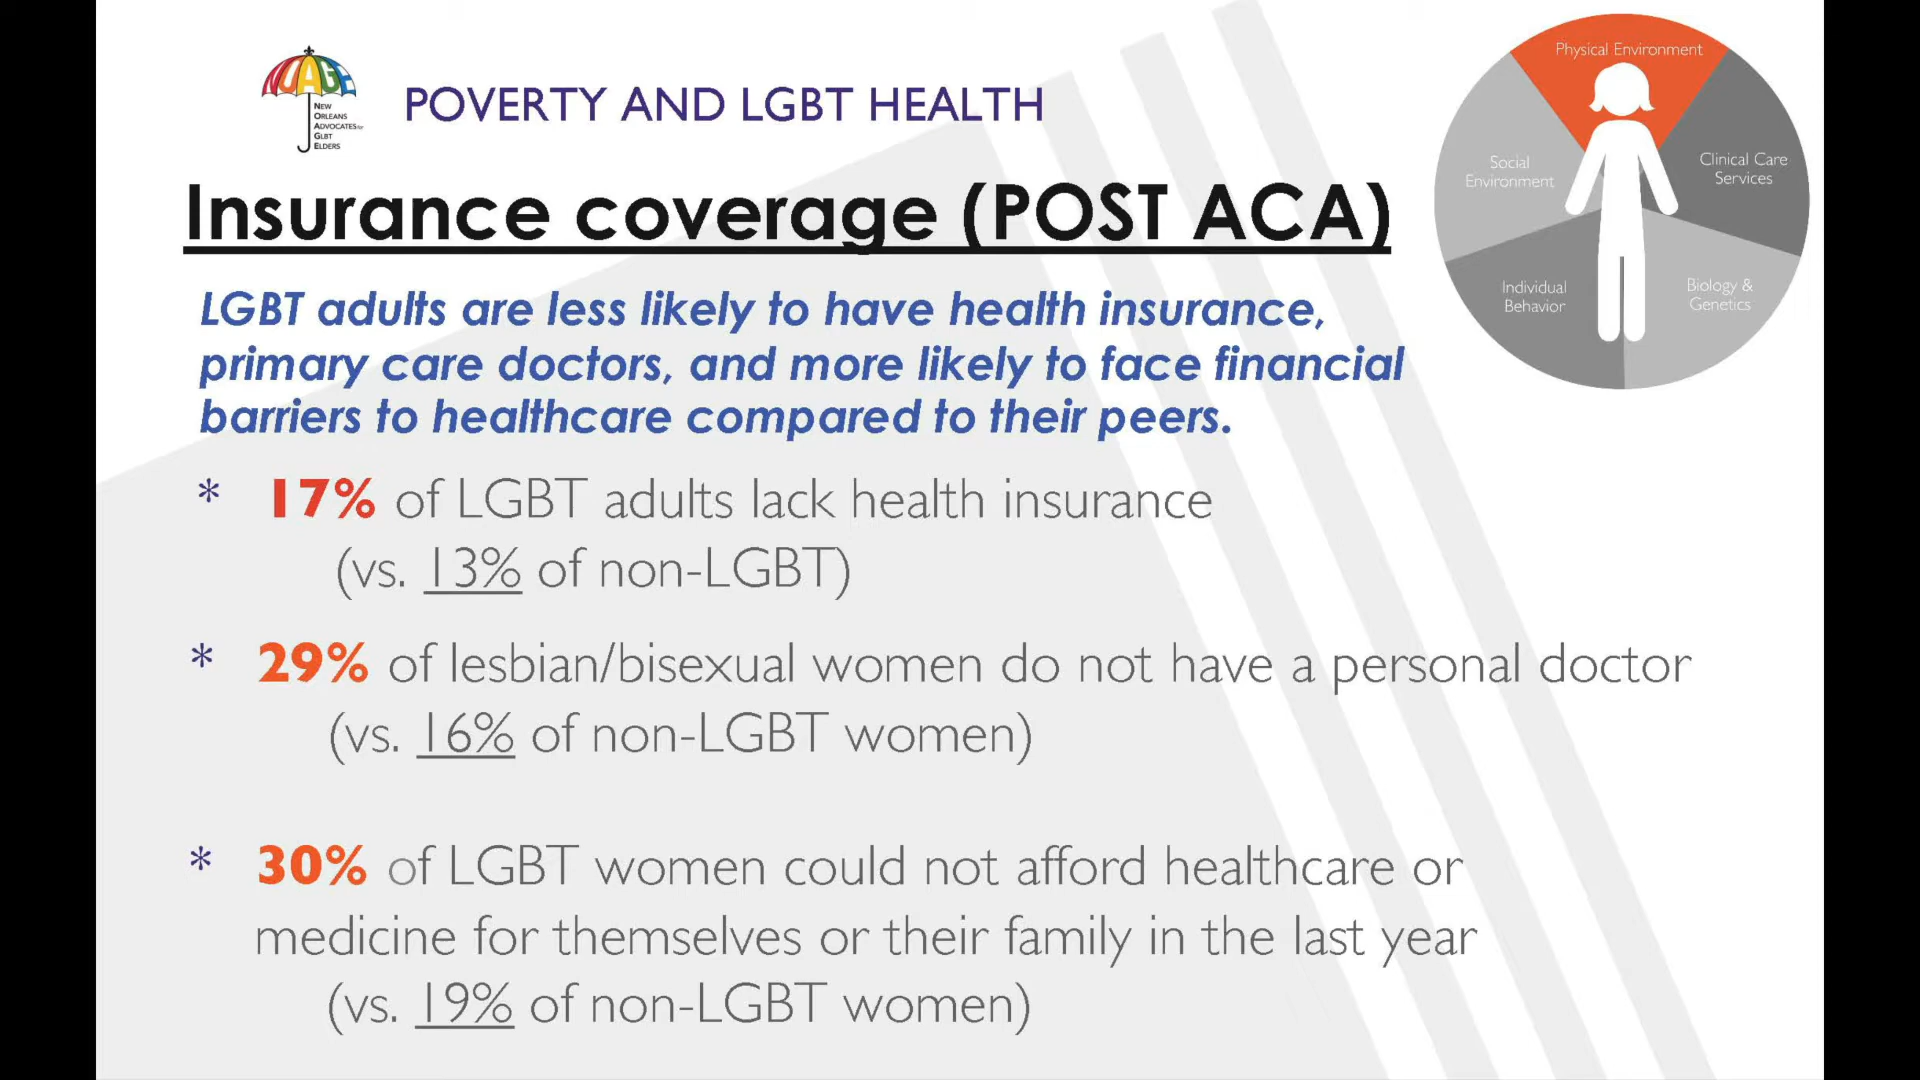 NOAGE
NEW
ORLEANS
ADVOCATES for
GLBT
ELDERS
POVERTY AND LGBT HEALTH
Physical Environment
Social
Environment
Clinical Care
Services
Individual
Behavior
Biology &
Genetics
Insurance coverage (POST ACA)
LGBT adults are less likely to have health insurance,
primary care doctors, and more likely to face financial
barriers to healthcare compared to their peers.
* 17% of LGBT adults lack health insurance
(vs. 13% of non-LGBT)
* 29% of lesbian/bisexual women do not have a personal doctor
(vs. 16% of non-LGBT women)
* 30% of LGBT women could not afford healthcare or
medicine for themselves or their family in the last year
(vs. 19% of non-LGBT women)